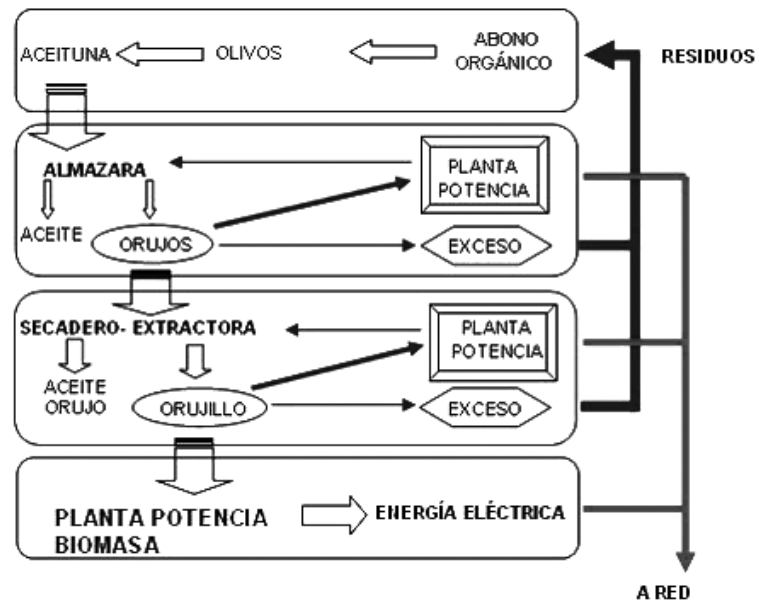 ACEITUNA
OLIVOS
ABONO
ORGÁNICO
RESIDUOS
ALMAZARA
PLANTA
POTENCIA
ACEITE
ORUJOS
EXCESO
SECADERO- EXTRACTORA
PLANTA
POTENCIA
ACEITE
ORUJO
ORUJILLO
EXCESO
PLANTA POTENCIA
BIOMASA
ENERGÍA ELÉCTRICA
A RED